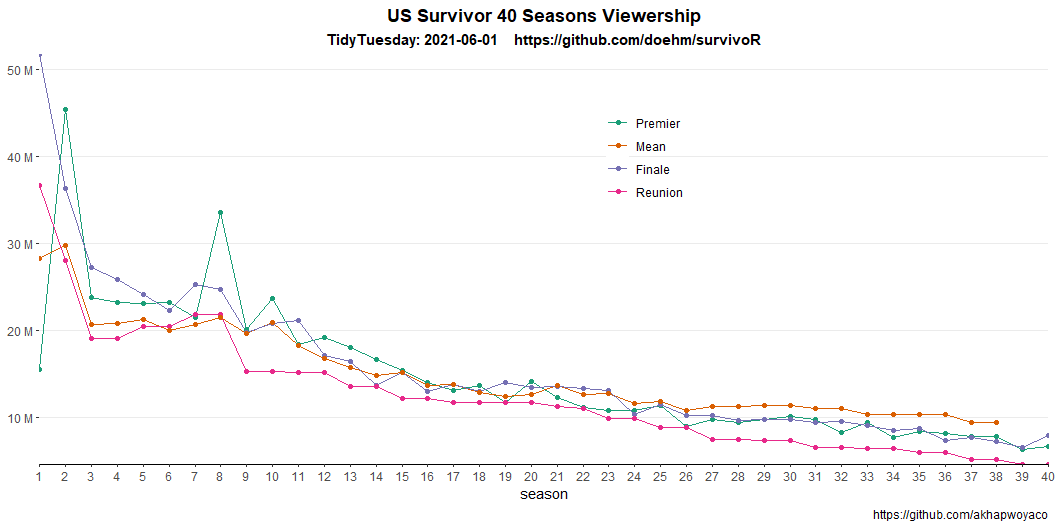 US Survivor 40 Seasons Viewership
TidyTuesday: 2021-06-01 https://github.com/doehm/survivoR
50 M
40 M
30 M
20 M
10 M
Premier
Mean
Finale
Reunion
1 2 3 4 5 6 7 8 9 10 11 12 13 14 15 16 17 18 19 20 21 22 23 24 25 26 27 28 29 30 31 32 33 34 35 36 37 38 39 40
season
https://github.com/akhapwoyaco